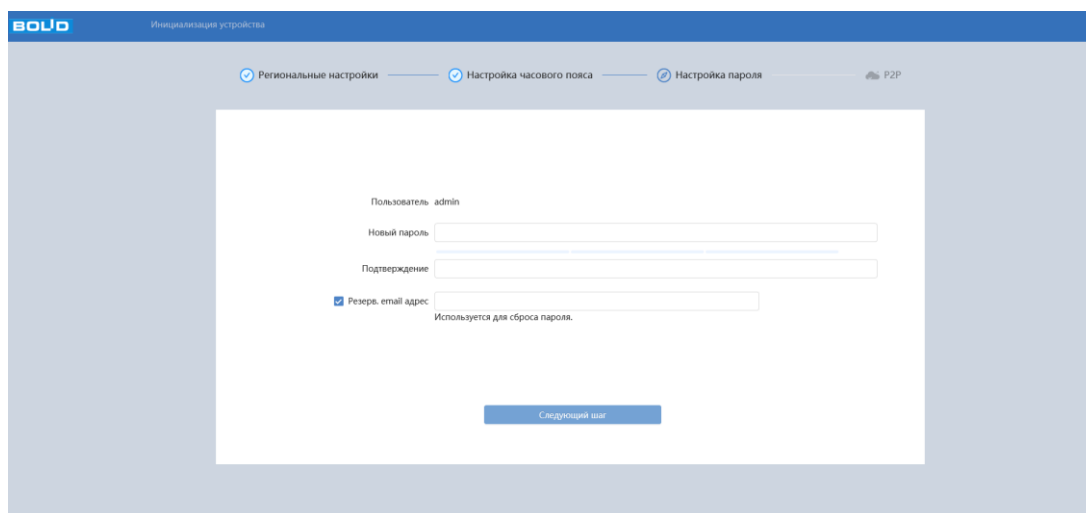 BOLID Инициализация устройства
Региональные настройки Настройка часового пояса Настройка пароля P2P
Пользователь admin
Новый пароль
Подтверждение
Резерв. email адрес
Используется для сброса пароля.
Следующий шаг